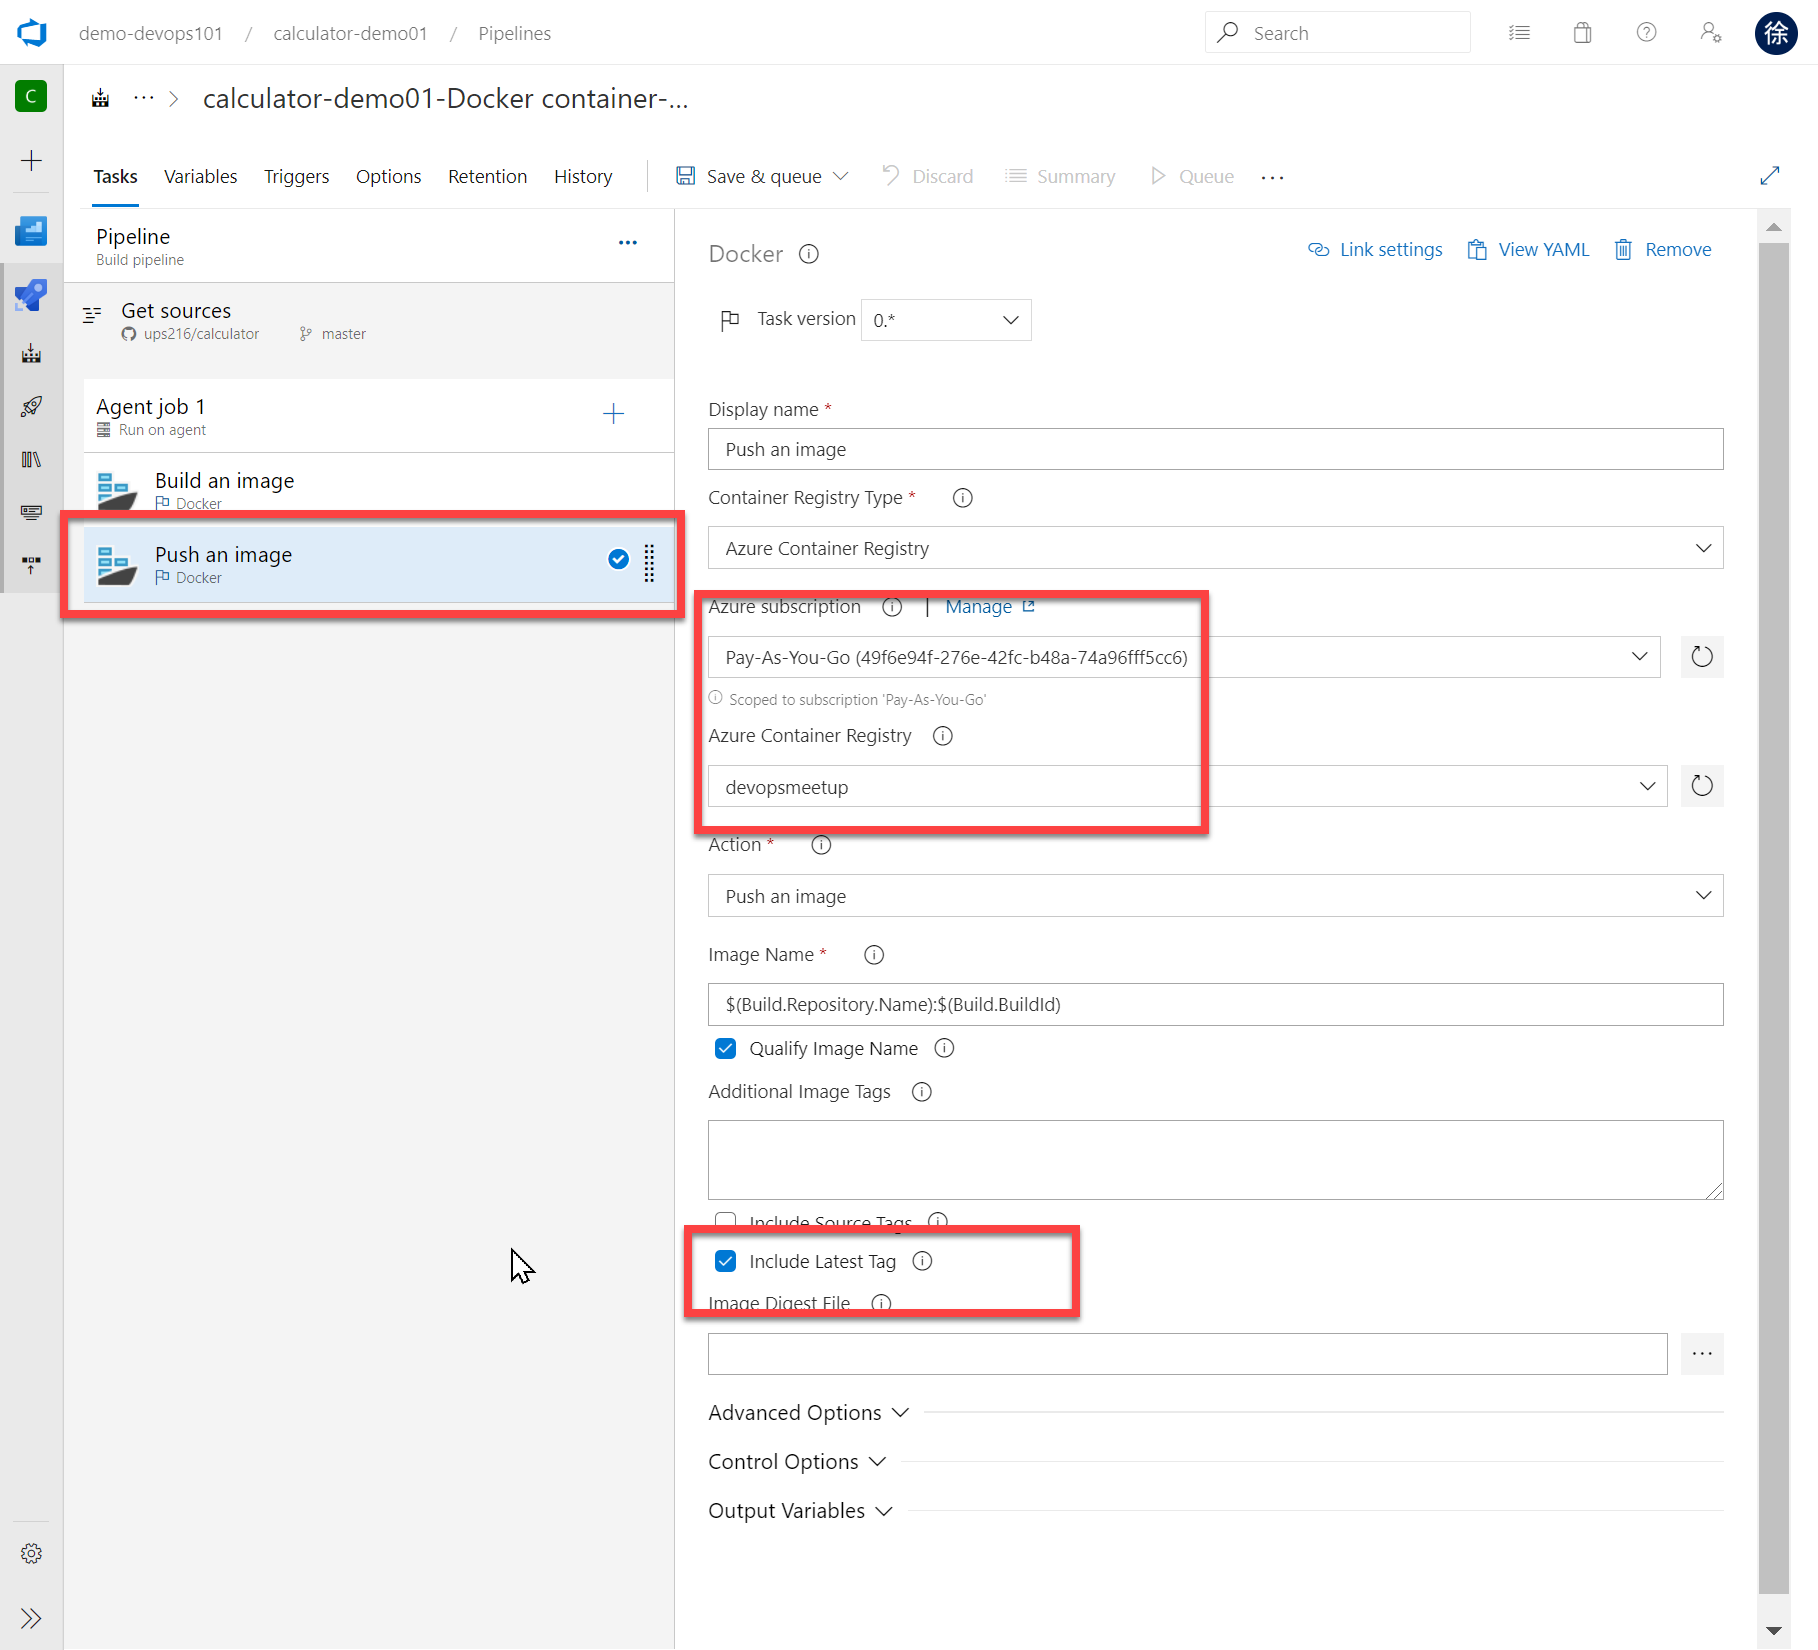 demo-devops101 / calculator-demo01 / Pipelines
Search
徐
C
calculator-demo01-Docker container-...
Tasks Variables Triggers Options Retention History Save & queue Discard Summary Queue ...
Pipeline
Build pipeline
Get sources
ups216/calculator master
Agent job 1
Run on agent
Build an image
Docker
Push an image
Docker
Docker
Link settings View YAML Remove
Task version 0.*
Display name *
Push an image
Container Registry Type *
Azure Container Registry
Azure subscription | Manage
Pay-As-You-Go (49f6e94f-276e-42fc-b48a-74a96fff5cc6)
Scoped to subscription 'Pay-As-You-Go'
Azure Container Registry
devopsmeetup
Action *
Push an image
Image Name *
$(Build.Repository.Name):$(Build.BuildId)
Qualify Image Name
Additional Image Tags
Include Source Tags
Include Latest Tag
Image Digest File
Advanced Options
Control Options
Output Variables